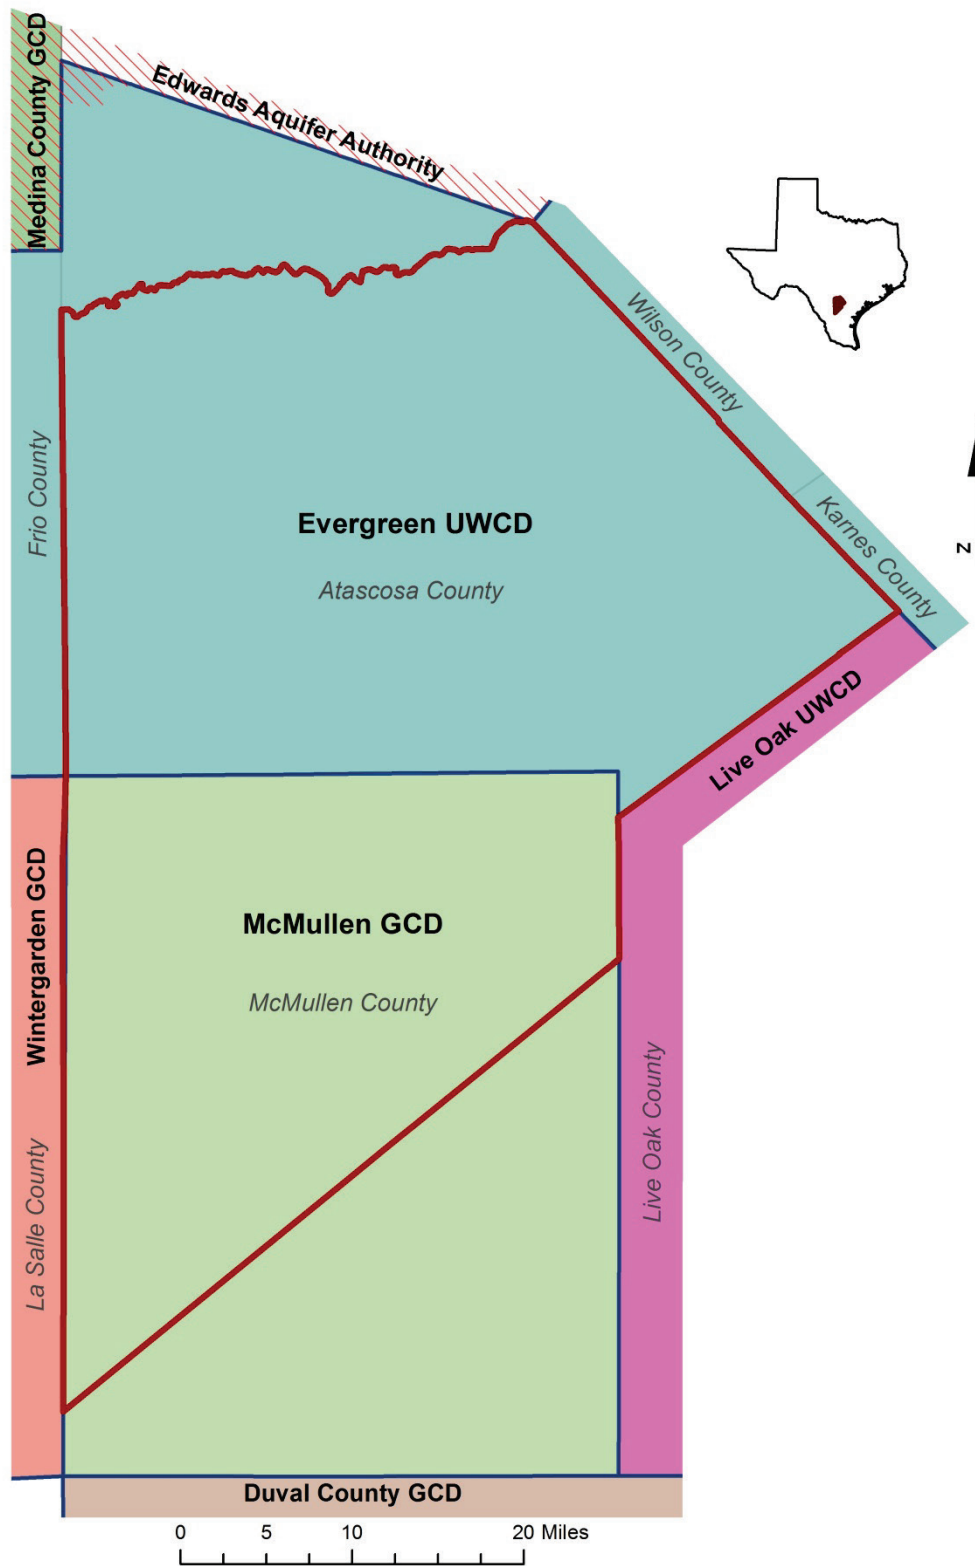 Medina County GCD
Edwards Aquifer Authority
Wilson County
Frio County
Karnes County
Evergreen UWCD
Atascosa County
N
Live Oak UWCD
Wintergarden GCD
McMullen GCD
McMullen County
La Salle County
Live Oak County
Duval County GCD
0 5 10 20 Miles